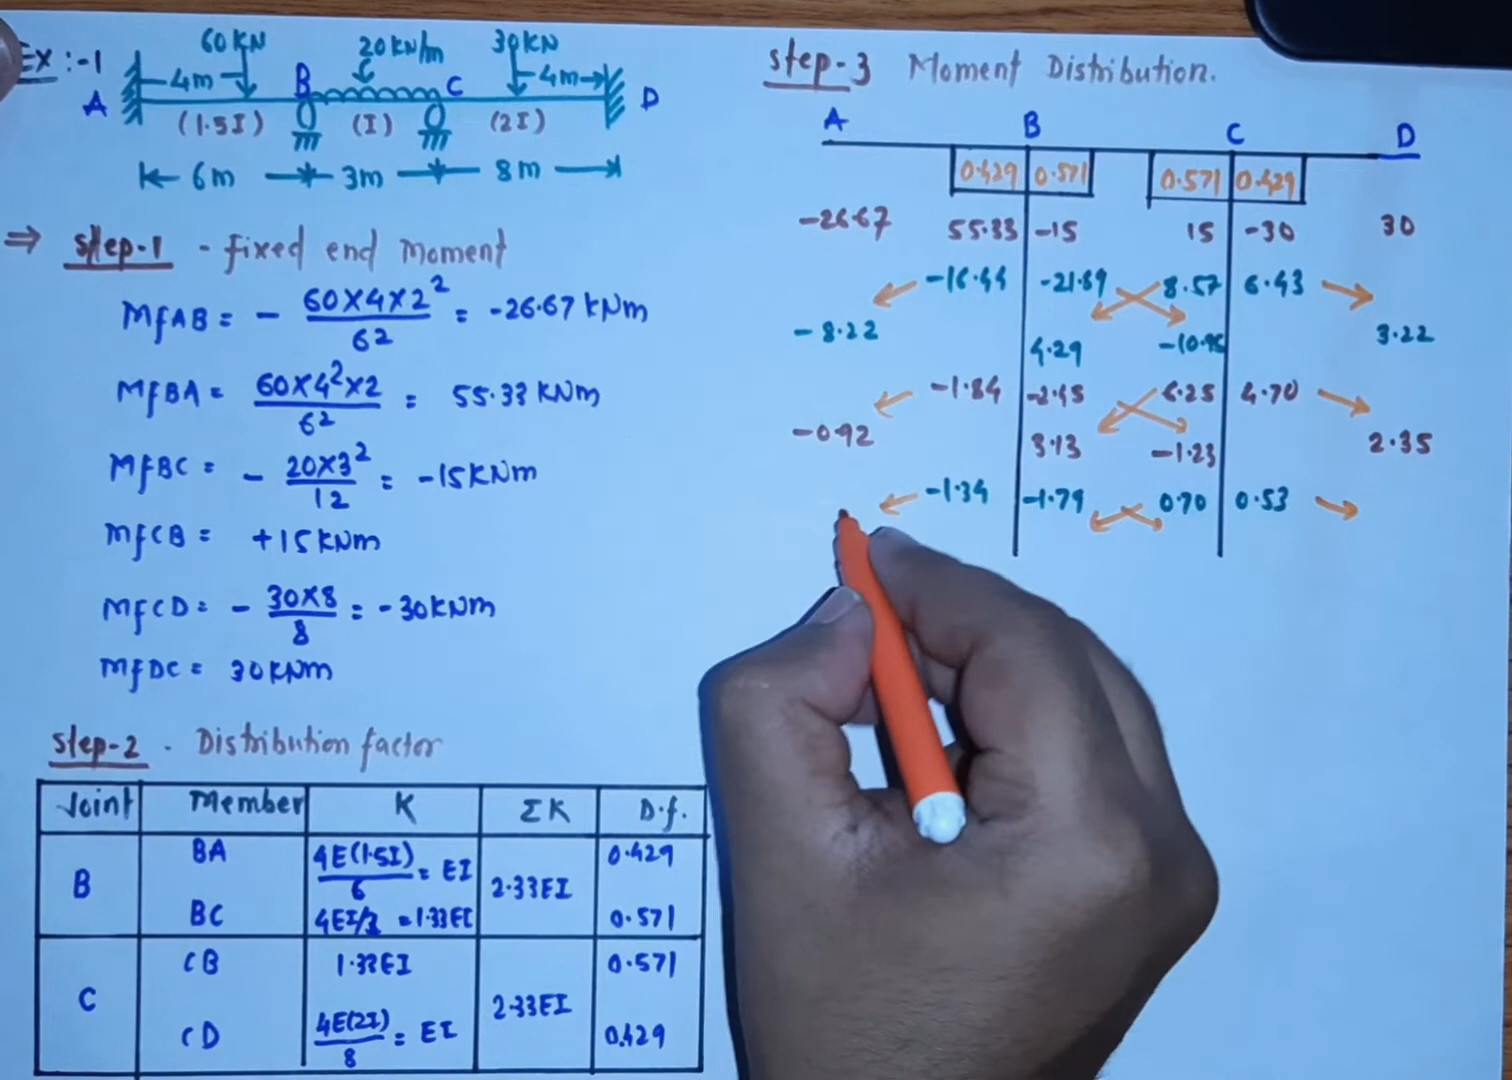 Ex:-1
60KN 20KN/m 30KN
4m B C 4m
A D
(1.5I) (I) (2I)
6m 3m 8m
⇒ step-1 - fixed end moment
MfAB = - 60×4×2² / 6² = -26.67 KNm
MfBA = 60×4²×2 / 6² = 55.33 KNm
MfBC = - 20×3² / 12 = -15KNm
MfCB = +15KNm
MfCD = - 30×8 / 8 = -30KNm
MfDC = 30KNm
Step-2 - Distribution factor
Joint Member K ΣK D.f.
B BA 4E(1.5I) / 6 = EI 2.33EI 0.429
BC 4EI/3 = 1.33EI 0.571
C CB 1.33EI 2.33EI 0.571
CD 4E(2I) / 8 = EI 0.429
step-3 Moment Distribution.
A B C D
0.429 0.571 0.571 0.429
-26.67 55.33 -15 15 -30 30
-16.44 -21.89 8.57 6.43
-8.22 4.29 -10.95 3.22
-1.84 -2.45 6.25 4.70
-0.92 3.13 -1.23 2.35
-1.34 -1.79 0.70 0.53